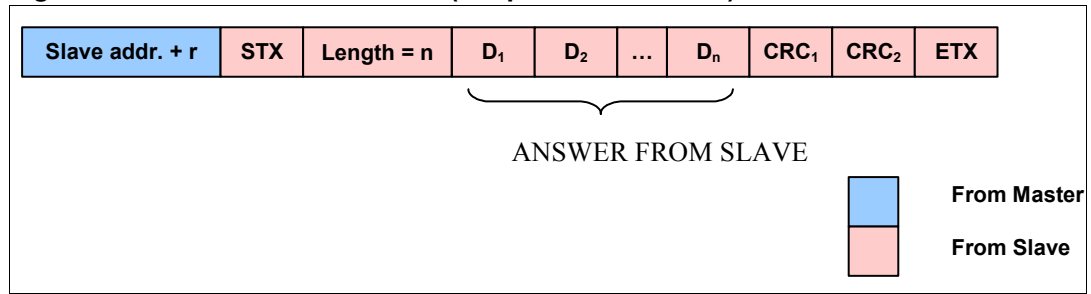 Slave addr. + r STX Length = n D₁ D₂ … Dₙ CRC₁ CRC₂ ETX
ANSWER FROM SLAVE
From Master
From Slave